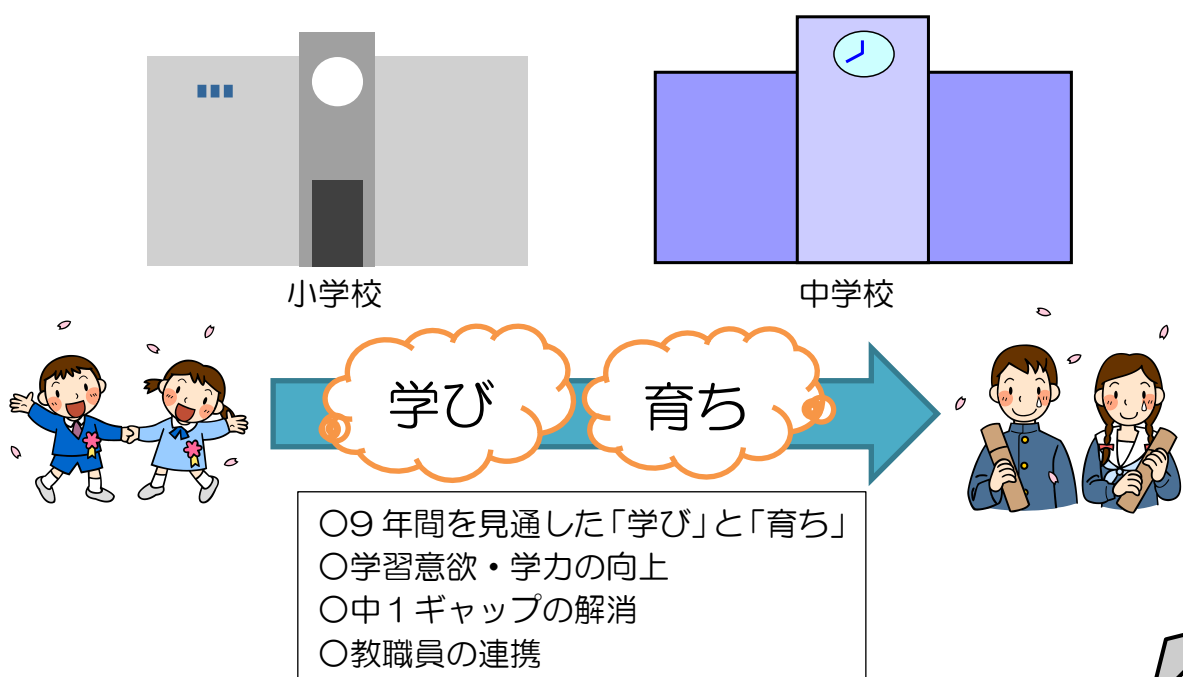 小学校
中学校
学び
育ち
○9年間を見通した「学び」と「育ち」
○学習意欲・学力の向上
○中1ギャップの解消
○教職員の連携